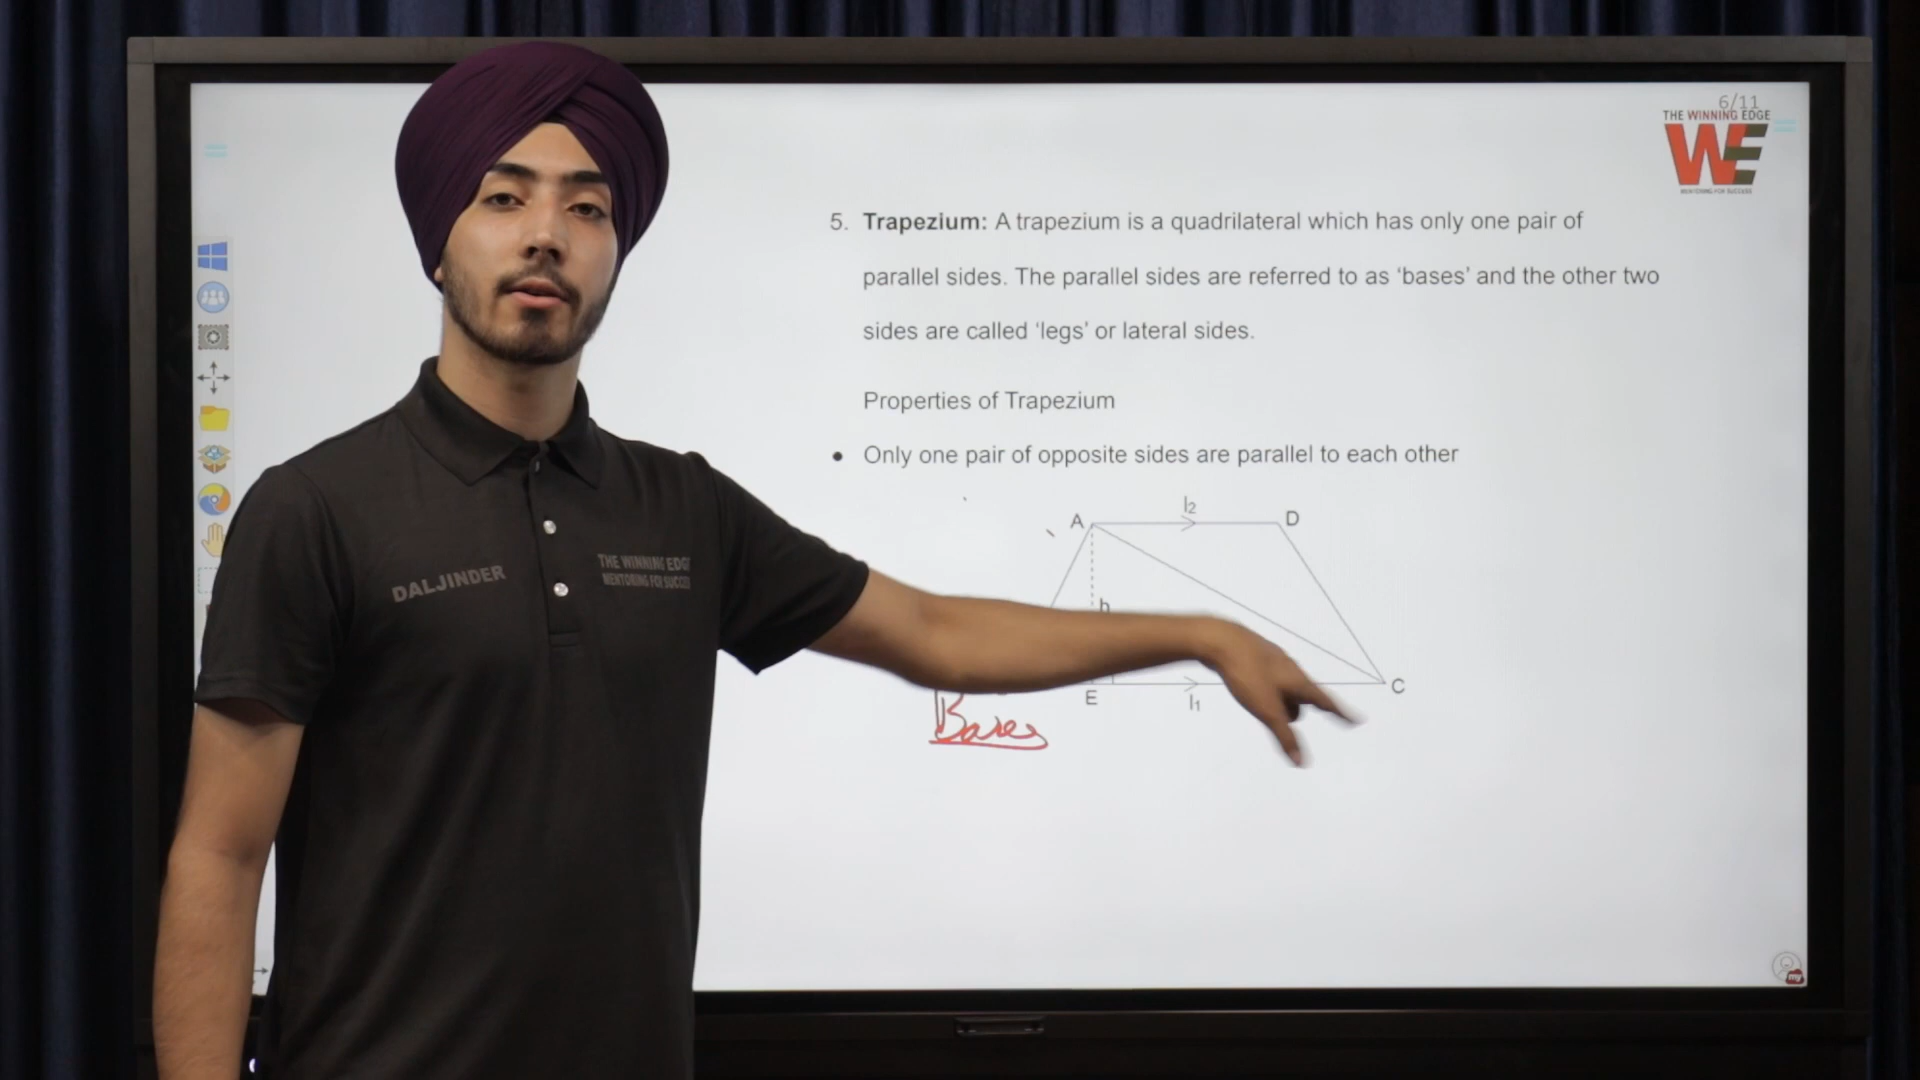 6/11
THE WINNING EDGE
WE
MENTORING FOR SUCCESS
5. Trapezium: A trapezium is a quadrilateral which has only one pair of
parallel sides. The parallel sides are referred to as ‘bases’ and the other two
sides are called ‘legs’ or lateral sides.
Properties of Trapezium
• Only one pair of opposite sides are parallel to each other
l₂
A D
h
E l₁ C
Bases
DALJINDER
THE WINNING EDGE
MENTORING FOR SUCCESS